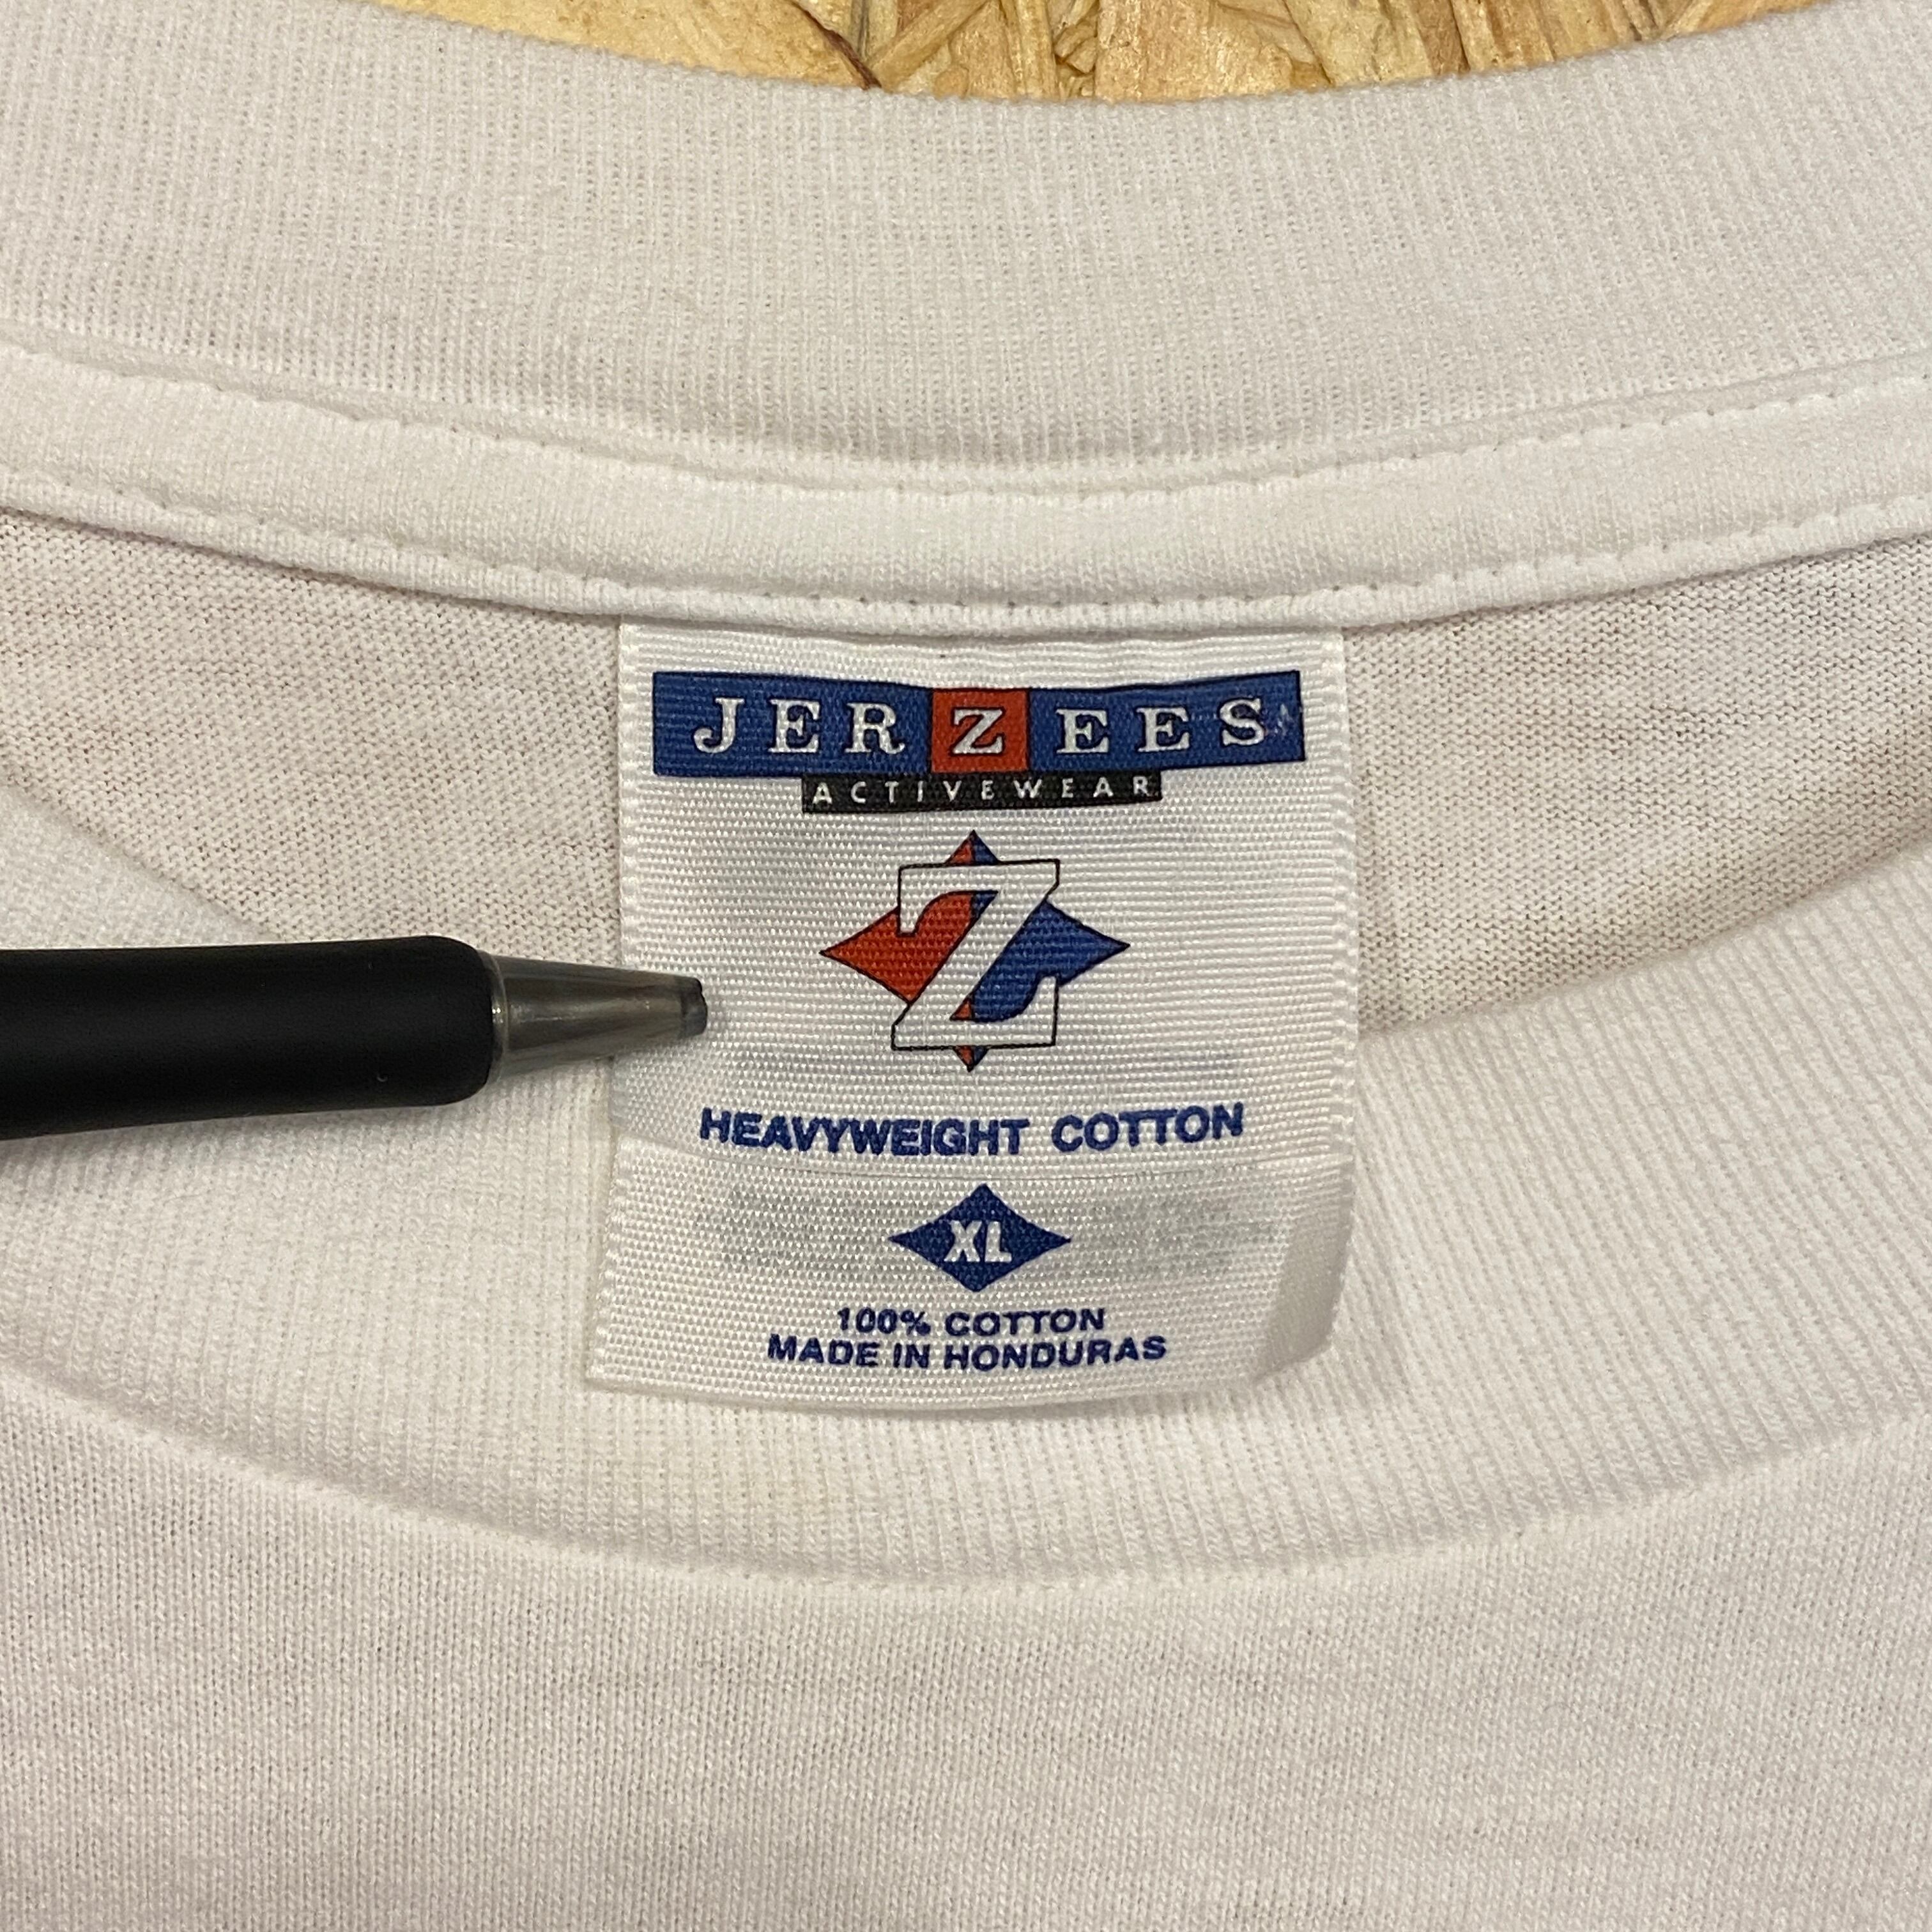 JERZEES
ACTIVEWEAR
Z
HEAVYWEIGHT COTTON
XL
100% COTTON
MADE IN HONDURAS